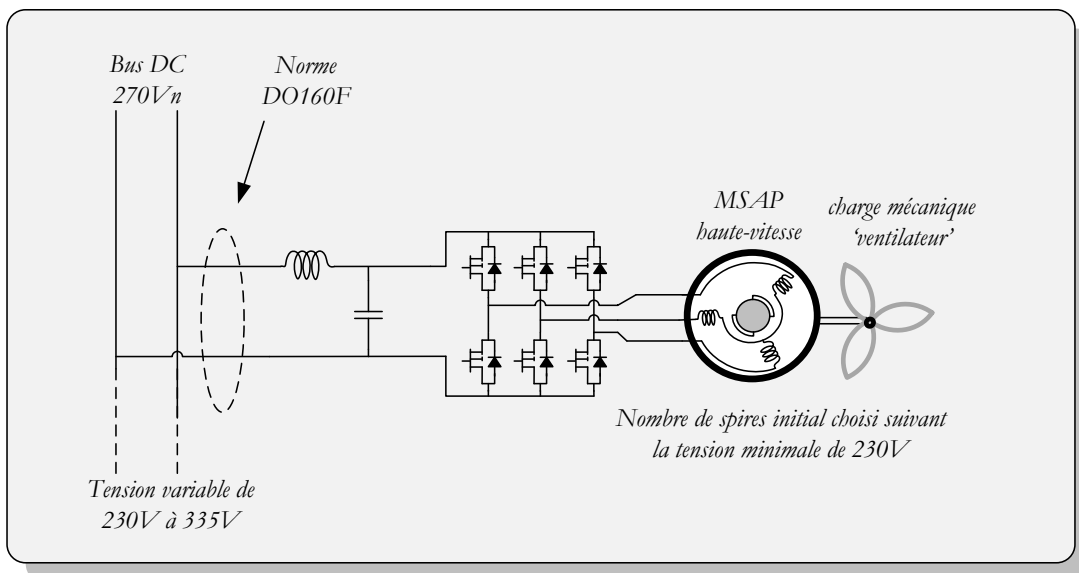 Bus DC
270Vn
Norme
DO160F
MSAP
haute-vitesse
charge mécanique
‘ventilateur’
Nombre de spires initial choisi suivant
la tension minimale de 230V
Tension variable de
230V à 335V